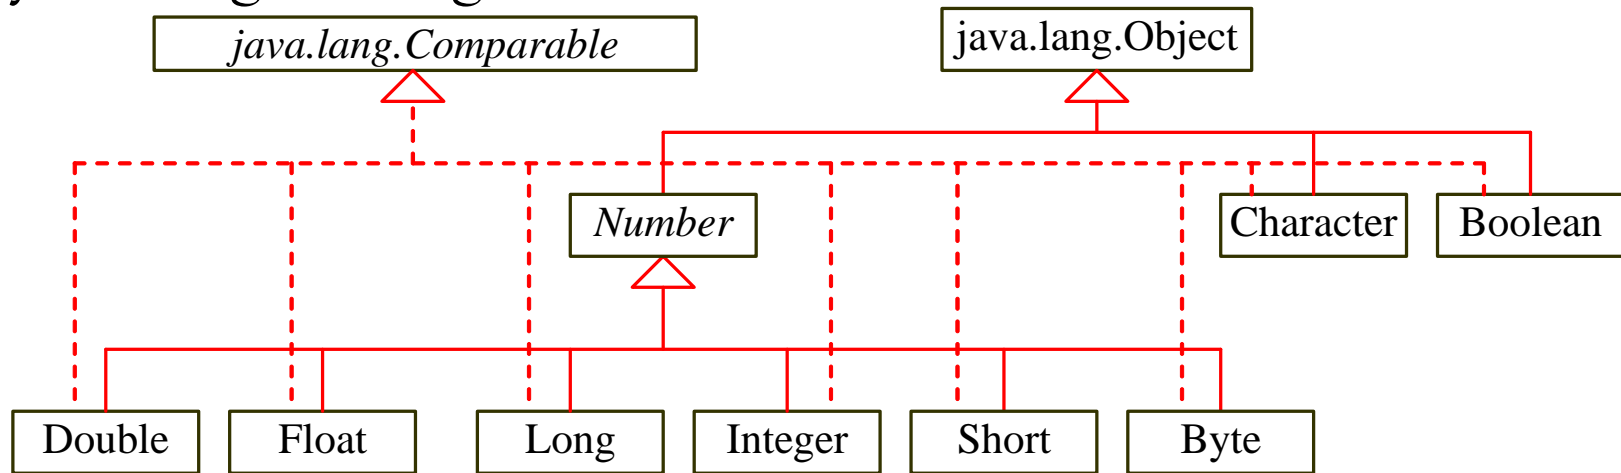 java.lang.Comparable
java.lang.Object
Number
Character
Boolean
Double
Float
Long
Integer
Short
Byte